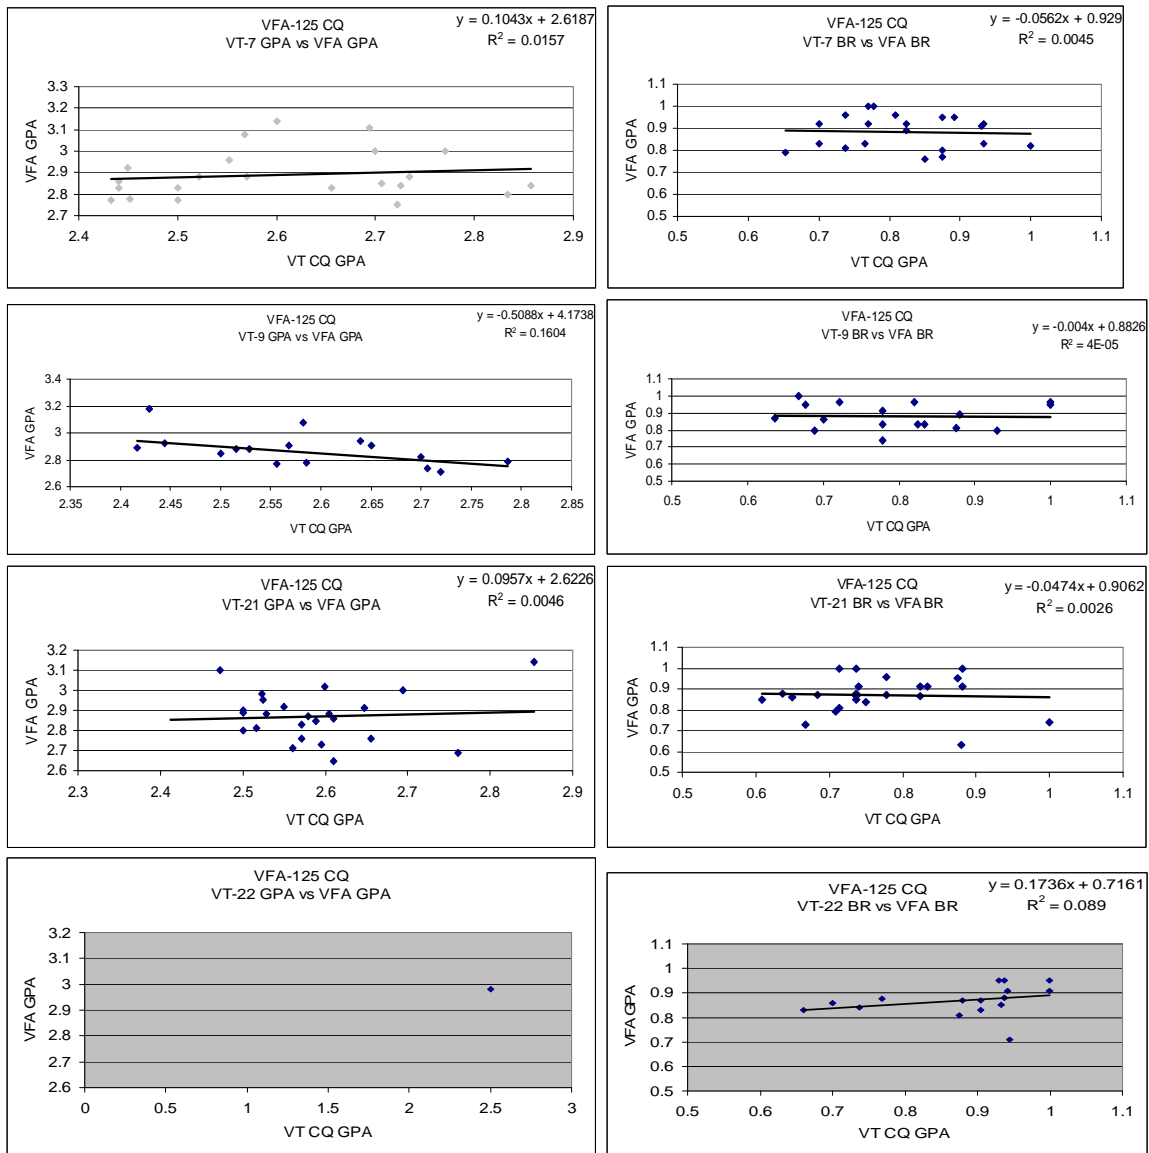 VFA-125 CQ
VT-7 GPA vs VFA GPA
y = 0.1043x + 2.6187
R² = 0.0157
VFA GPA
3.3
3.2
3.1
3
2.9
2.8
2.7
2.4 2.5 2.6 2.7 2.8 2.9
VT CQ GPA
VFA-125 CQ
VT-7 BR vs VFA BR
y = -0.0562x + 0.929
R² = 0.0045
VFA GPA
1.1
1
0.9
0.8
0.7
0.6
0.5
0.5 0.6 0.7 0.8 0.9 1 1.1
VT CQ GPA
VFA-125 CQ
VT-9 GPA vs VFA GPA
y = -0.5088x + 4.1738
R² = 0.1604
VFA GPA
3.4
3.2
3
2.8
2.6
2.35 2.4 2.45 2.5 2.55 2.6 2.65 2.7 2.75 2.8 2.85
VT CQ GPA
VFA-125 CQ
VT-9 BR vs VFA BR
y = -0.004x + 0.8826
R² = 4E-05
VFA GPA
1.1
1
0.9
0.8
0.7
0.6
0.5
0.5 0.6 0.7 0.8 0.9 1 1.1
VT CQ GPA
VFA-125 CQ
VT-21 GPA vs VFA GPA
y = 0.0957x + 2.6226
R² = 0.0046
VFA GPA
3.2
3.1
3
2.9
2.8
2.7
2.6
2.3 2.4 2.5 2.6 2.7 2.8 2.9
VT CQ GPA
VFA-125 CQ
VT-21 BR vs VFA BR
y = -0.0474x + 0.9062
R² = 0.0026
VFA GPA
1.1
1
0.9
0.8
0.7
0.6
0.5
0.5 0.6 0.7 0.8 0.9 1 1.1
VT CQ GPA
VFA-125 CQ
VT-22 GPA vs VFA GPA
VFA GPA
3.2
3.1
3
2.9
2.8
2.7
2.6
0 0.5 1 1.5 2 2.5 3
VT CQ GPA
VFA-125 CQ
VT-22 BR vs VFA BR
y = 0.1736x + 0.7161
R² = 0.089
VFA GPA
1.1
1
0.9
0.8
0.7
0.6
0.5
0.5 0.6 0.7 0.8 0.9 1 1.1
VT CQ GPA